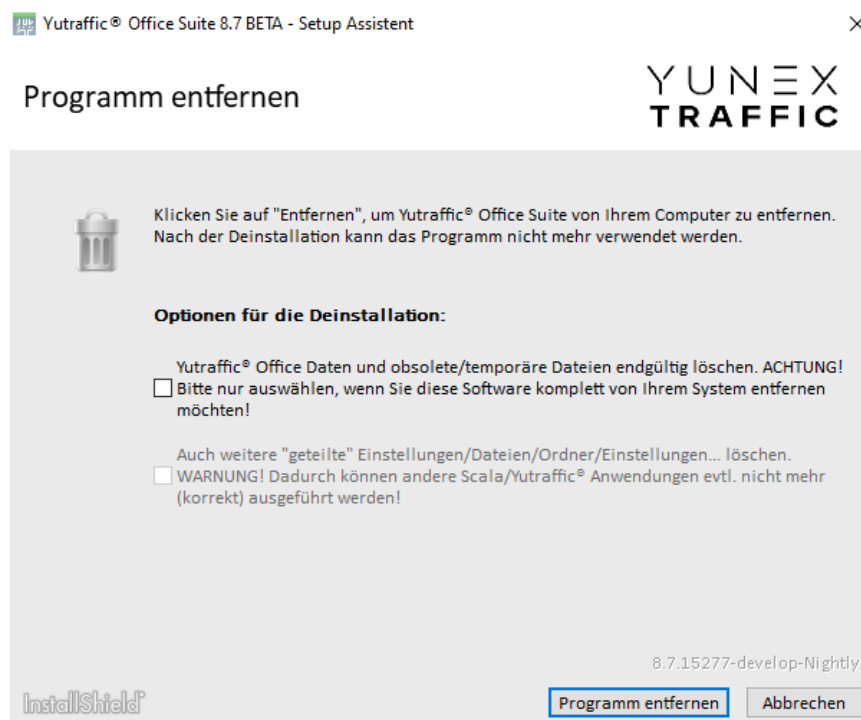 Yutraffic® Office Suite 8.7 BETA - Setup Assistent
Programm entfernen
YUNEX
TRAFFIC
Klicken Sie auf "Entfernen", um Yutraffic® Office Suite von Ihrem Computer zu entfernen.
Nach der Deinstallation kann das Programm nicht mehr verwendet werden.
Optionen für die Deinstallation:
Yutraffic® Office Daten und obsolete/temporäre Dateien endgültig löschen. ACHTUNG!
Bitte nur auswählen, wenn Sie diese Software komplett von Ihrem System entfernen
möchten!
Auch weitere "geteilte" Einstellungen/Dateien/Ordner/Einstellungen... löschen.
WARNUNG! Dadurch können andere Scala/Yutraffic® Anwendungen evtl. nicht mehr
(korrekt) ausgeführt werden!
8.7.15277-develop-Nightly
InstallShield
Programm entfernen
Abbrechen